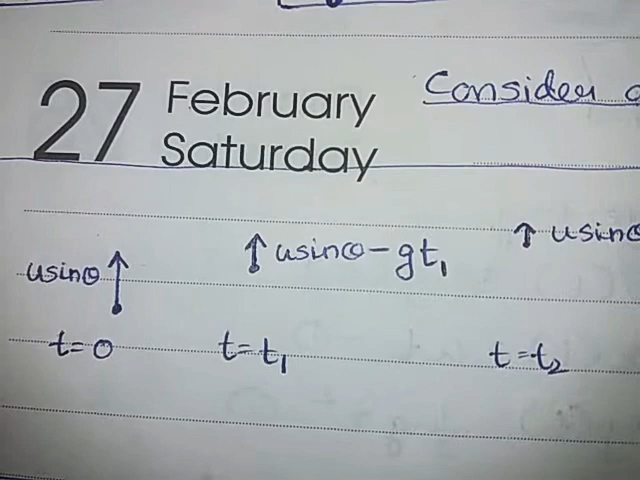 27 February
Saturday
Consider
usinθ ↑ ↑ usinθ - gt₁ ↑ usinθ
t=0 t=t₁ t=t₂